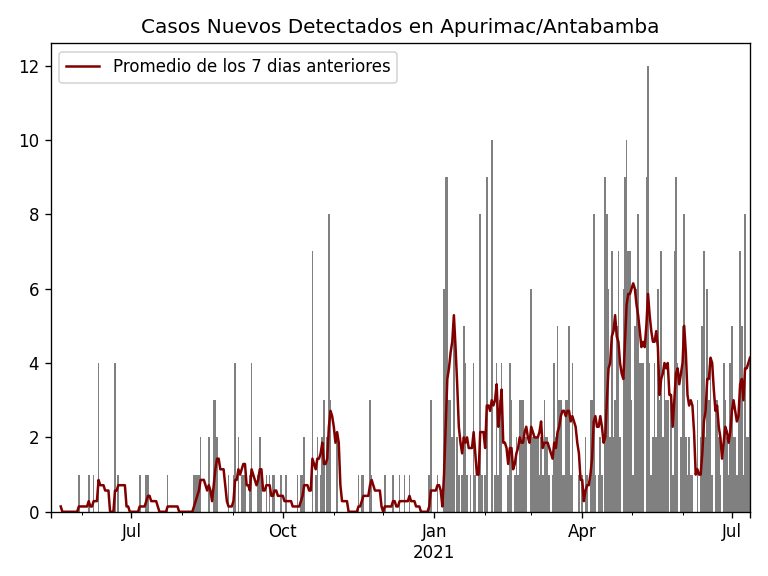 Casos Nuevos Detectados en Apurimac/Antabamba
Promedio de los 7 dias anteriores
12
10
8
6
4
2
0
Jul
Oct
Jan
2021
Apr
Jul